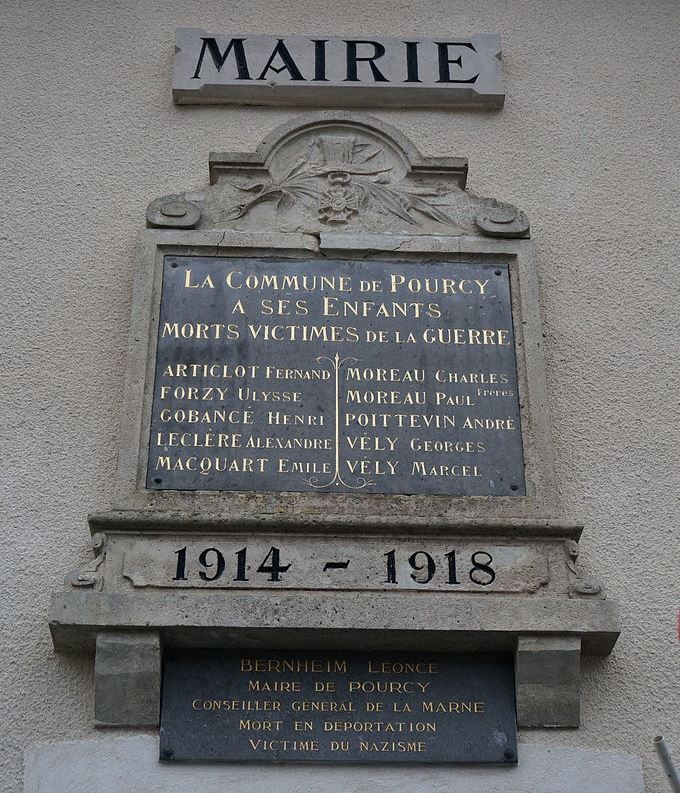 MAIRIE
LA COMMUNE DE POURCY
A SES ENFANTS
MORTS VICTIMES DE LA GUERRE
ARTICLOT FERNAND
FORZY ULYSSE
GOBANCÉ HENRI
LECLÈRE ALÉXANDRE
MACQUART EMILE
MOREAU CHARLES
MOREAU PAUL Frères
POITTEVIN ANDRÉ
VÉLY GEORGES
VÉLY MARCEL
1914 - 1918
BERNHEIM LEONCE
MAIRE DE POURCY
CONSEILLER GÉNÉRAL DE LA MARNE
MORT EN DEPORTATION
VICTIME DU NAZISME